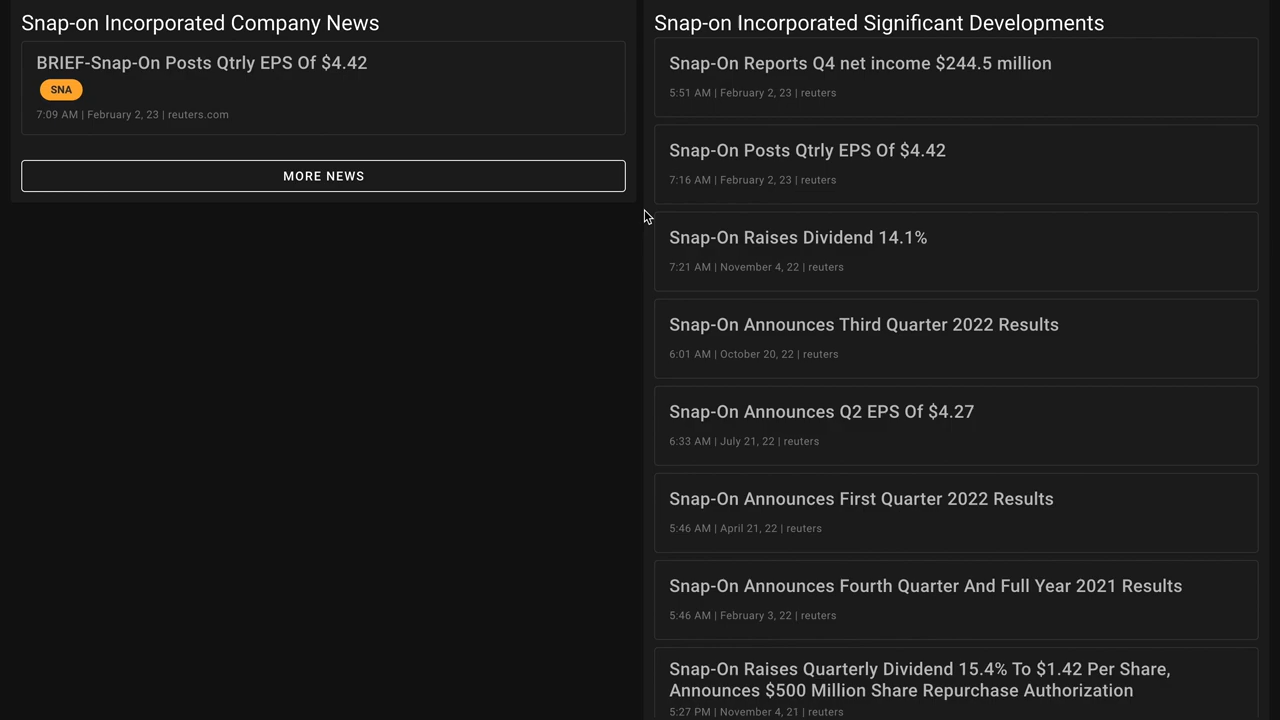 Snap-on Incorporated Company News
BRIEF-Snap-On Posts Qtrly EPS Of $4.42
SNA
7:09 AM | February 2, 23 | reuters.com
MORE NEWS
Snap-on Incorporated Significant Developments
Snap-On Reports Q4 net income $244.5 million
5:51 AM | February 2, 23 | reuters
Snap-On Posts Qtrly EPS Of $4.42
7:16 AM | February 2, 23 | reuters
Snap-On Raises Dividend 14.1%
7:21 AM | November 4, 22 | reuters
Snap-On Announces Third Quarter 2022 Results
6:01 AM | October 20, 22 | reuters
Snap-On Announces Q2 EPS Of $4.27
6:33 AM | July 21, 22 | reuters
Snap-On Announces First Quarter 2022 Results
5:46 AM | April 21, 22 | reuters
Snap-On Announces Fourth Quarter And Full Year 2021 Results
5:46 AM | February 3, 22 | reuters
Snap-On Raises Quarterly Dividend 15.4% To $1.42 Per Share,
Announces $500 Million Share Repurchase Authorization
5:27 PM | November 4, 21 | reuters